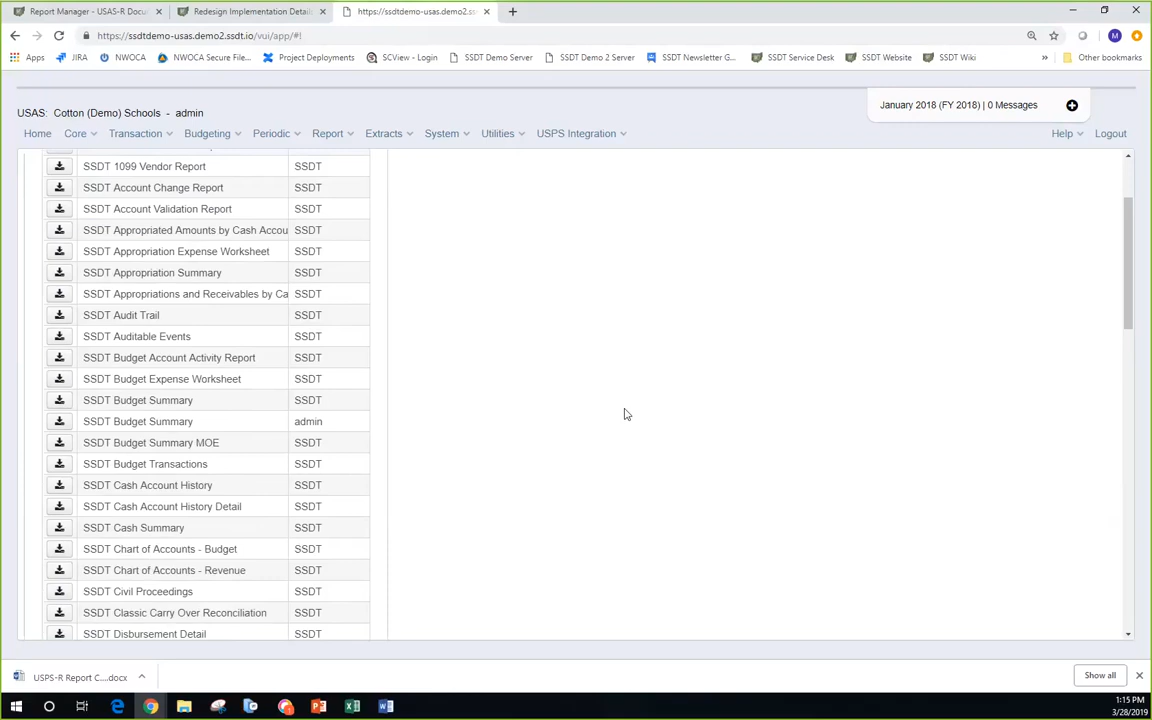 Report Manager - USAS-R Docu
Redesign Implementation Detail
https://ssdtdemo-usas.demo2.ss
https://ssdtdemo-usas.demo2.ssdt.io/vui/app/#!
M
Apps
JIRA
NWOCA
NWOCA Secure File...
Project Deployments
SCView - Login
SSDT Demo Server
SSDT Demo 2 Server
SSDT Newsletter G...
SSDT Service Desk
SSDT Website
SSDT Wiki
»
Other bookmarks
USAS: Cotton (Demo) Schools - admin
January 2018 (FY 2018) | 0 Messages
Home
Core
Transaction
Budgeting
Periodic
Report
Extracts
System
Utilities
USPS Integration
Help
Logout
SSDT 1099 Vendor Report SSDT
SSDT Account Change Report SSDT
SSDT Account Validation Report SSDT
SSDT Appropriated Amounts by Cash Accou SSDT
SSDT Appropriation Expense Worksheet SSDT
SSDT Appropriation Summary SSDT
SSDT Appropriations and Receivables by Ca SSDT
SSDT Audit Trail SSDT
SSDT Auditable Events SSDT
SSDT Budget Account Activity Report SSDT
SSDT Budget Expense Worksheet SSDT
SSDT Budget Summary SSDT
SSDT Budget Summary admin
SSDT Budget Summary MOE SSDT
SSDT Budget Transactions SSDT
SSDT Cash Account History SSDT
SSDT Cash Account History Detail SSDT
SSDT Cash Summary SSDT
SSDT Chart of Accounts - Budget SSDT
SSDT Chart of Accounts - Revenue SSDT
SSDT Civil Proceedings SSDT
SSDT Classic Carry Over Reconciliation SSDT
SSDT Disbursement Detail SSDT
USPS-R Report C....docx
Show all
1:15 PM
3/28/2019